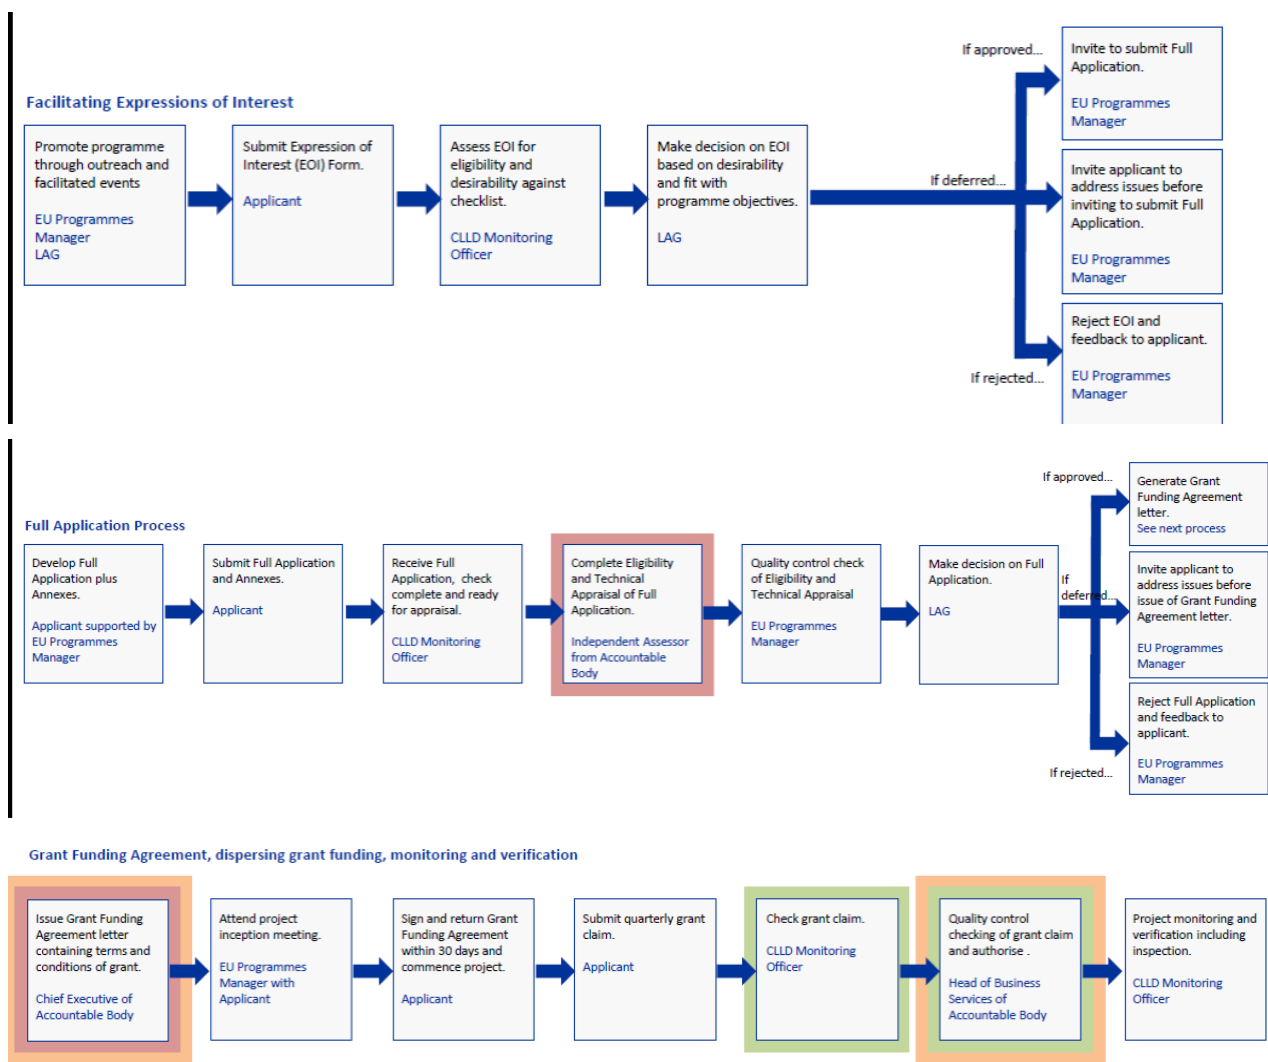 Facilitating Expressions of Interest
Promote programme
through outreach and
facilitated events
EU Programmes
Manager
LAG
Submit Expression of
Interest (EOI) Form.
Applicant
Assess EOI for
eligibility and
desirability against
checklist.
CLLD Monitoring
Officer
Make decision on EOI
based on desirability
and fit with
programme objectives.
LAG
If approved...
Invite to submit Full
Application.
EU Programmes
Manager
If deferred...
Invite applicant to
address issues before
inviting to submit Full
Application.
EU Programmes
Manager
If rejected...
Reject EOI and
feedback to applicant.
EU Programmes
Manager
Full Application Process
Develop Full
Application plus
Annexes.
Applicant supported by
EU Programmes
Manager
Submit Full Application
and Annexes.
Applicant
Receive Full
Application, check
complete and ready
for appraisal.
CLLD Monitoring
Officer
Complete Eligibility
and Technical
Appraisal of Full
Application.
Independent Assessor
from Accountable
Body
Quality control check
of Eligibility and
Technical Appraisal
EU Programmes
Manager
Make decision on Full
Application.
LAG
If approved...
Generate Grant
Funding Agreement
letter.
See next process
If
deferred...
Invite applicant to
address issues before
issue of Grant Funding
Agreement letter.
EU Programmes
Manager
If rejected...
Reject Full Application
and feedback to
applicant.
EU Programmes
Manager
Grant Funding Agreement, dispersing grant funding, monitoring and verification
Issue Grant Funding
Agreement letter
containing terms and
conditions of grant.
Chief Executive of
Accountable Body
Attend project
inception meeting.
EU Programmes
Manager with
Applicant
Sign and return Grant
Funding Agreement
within 30 days and
commence project.
Applicant
Submit quarterly grant
claim.
Applicant
Check grant claim.
CLLD Monitoring
Officer
Quality control
checking of grant claim
and authorise .
Head of Business
Services of
Accountable Body
Project monitoring and
verification including
inspection.
CLLD Monitoring
Officer